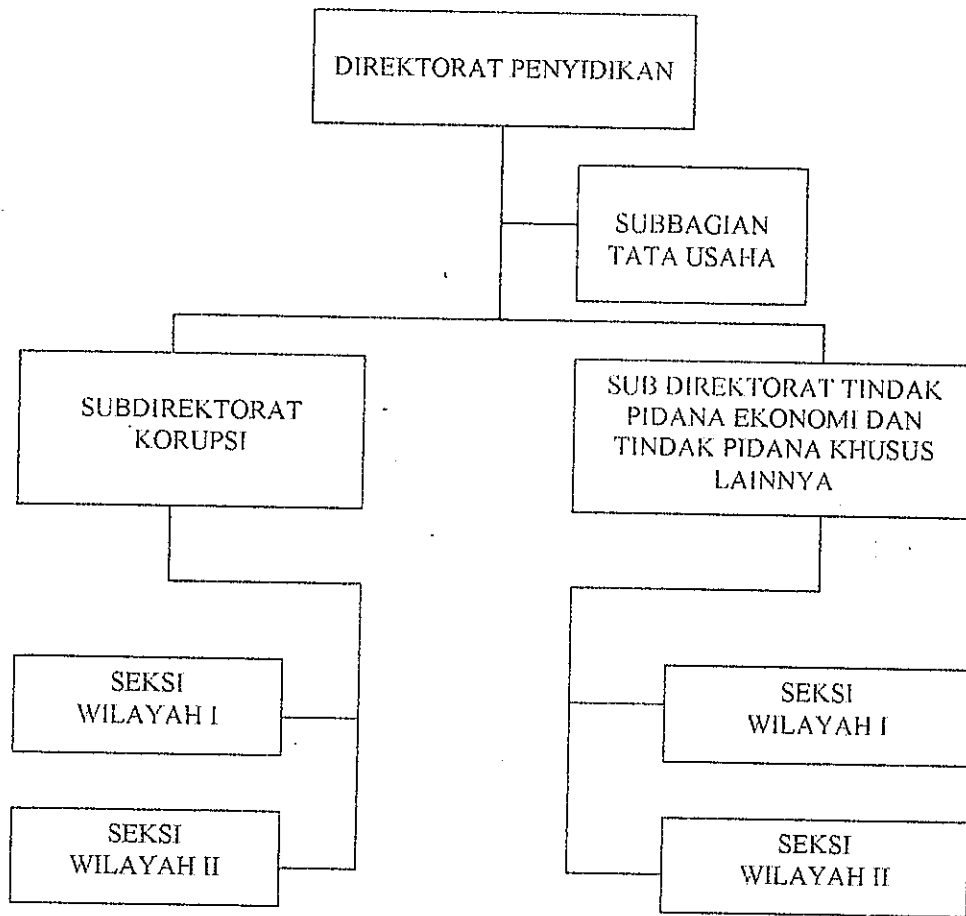 DIREKTORAT PENYIDIKAN
SUBBAGIAN
TATA USAHA
SUBDIREKTORAT
KORUPSI
SUB DIREKTORAT TINDAK
PIDANA EKONOMI DAN
TINDAK PIDANA KHUSUS
LAINNYA
SEKSI
WILAYAH I
SEKSI
WILAYAH I
SEKSI
WILAYAH II
SEKSI
WILAYAH II